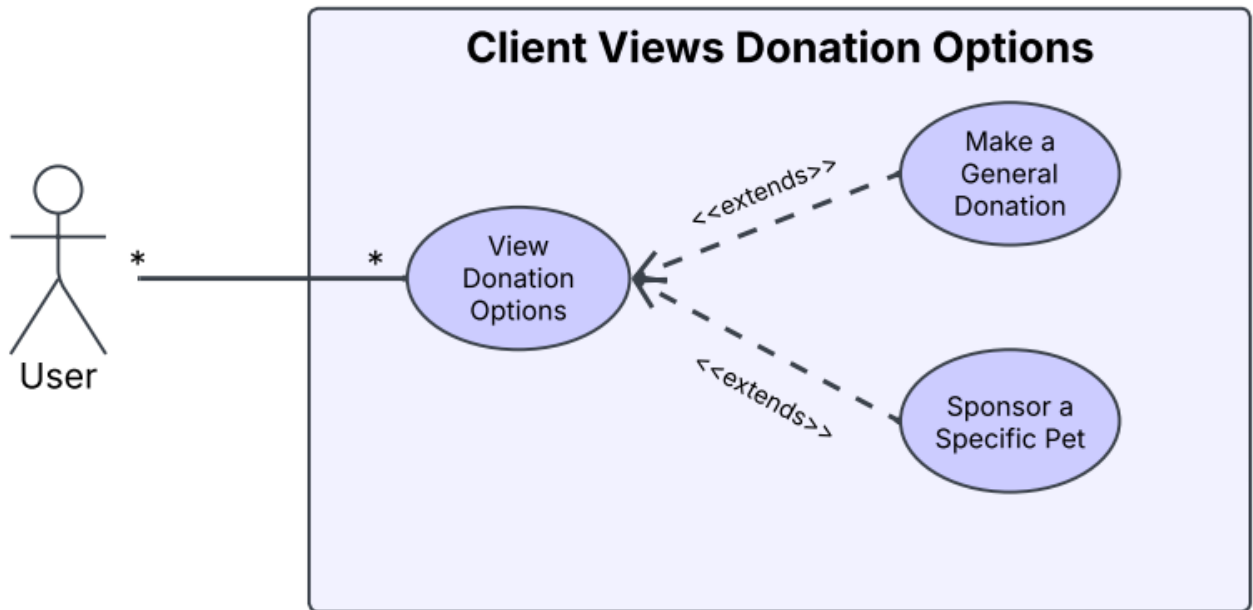 Client Views Donation Options
Make a
General
Donation
<<extends>>
*
*
View
Donation
Options
<<extends>>
Sponsor a
Specific Pet
User